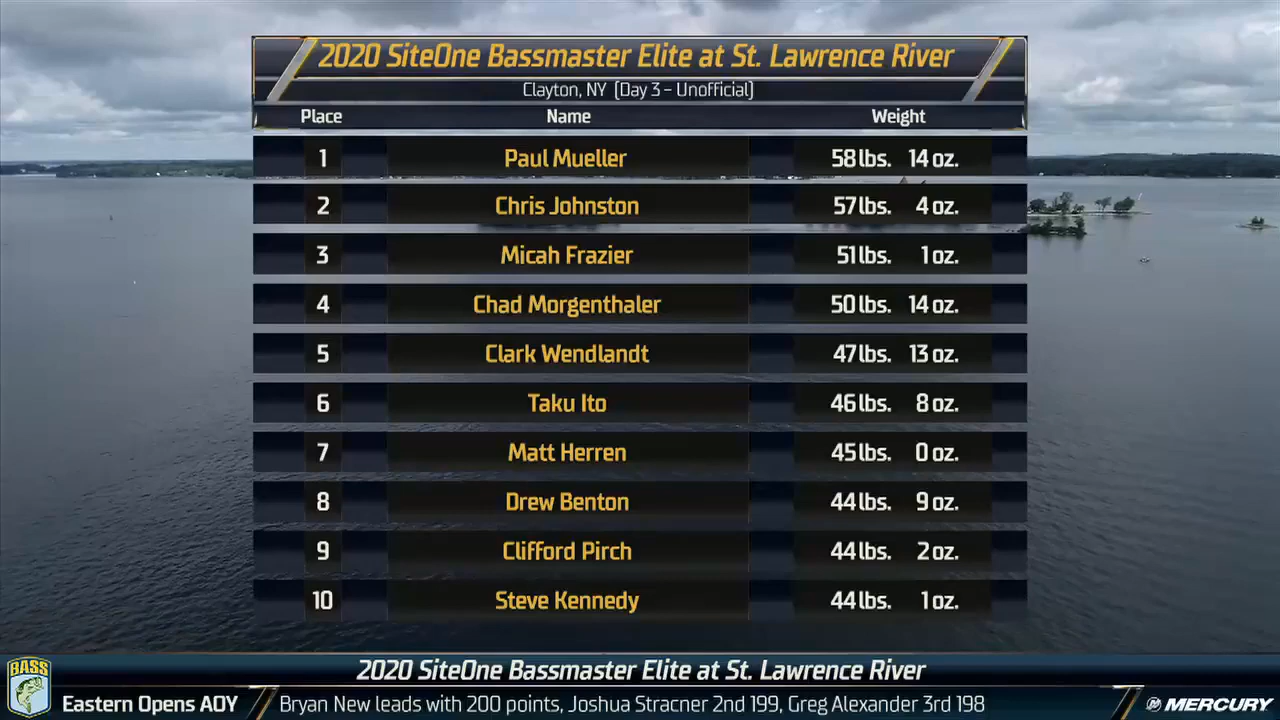 2020 SiteOne Bassmaster Elite at St. Lawrence River
Clayton, NY (Day 3 - Unofficial)
Place Name Weight
1 Paul Mueller 58 lbs. 14 oz.
2 Chris Johnston 57 lbs. 4 oz.
3 Micah Frazier 51 lbs. 1 oz.
4 Chad Morgenthaler 50 lbs. 14 oz.
5 Clark Wendlandt 47 lbs. 13 oz.
6 Taku Ito 46 lbs. 8 oz.
7 Matt Herren 45 lbs. 0 oz.
8 Drew Benton 44 lbs. 9 oz.
9 Clifford Pirch 44 lbs. 2 oz.
10 Steve Kennedy 44 lbs. 1 oz.
2020 SiteOne Bassmaster Elite at St. Lawrence River
BASS
Eastern Opens AOY Bryan New leads with 200 points, Joshua Stracner 2nd 199, Greg Alexander 3rd 198 MERCURY